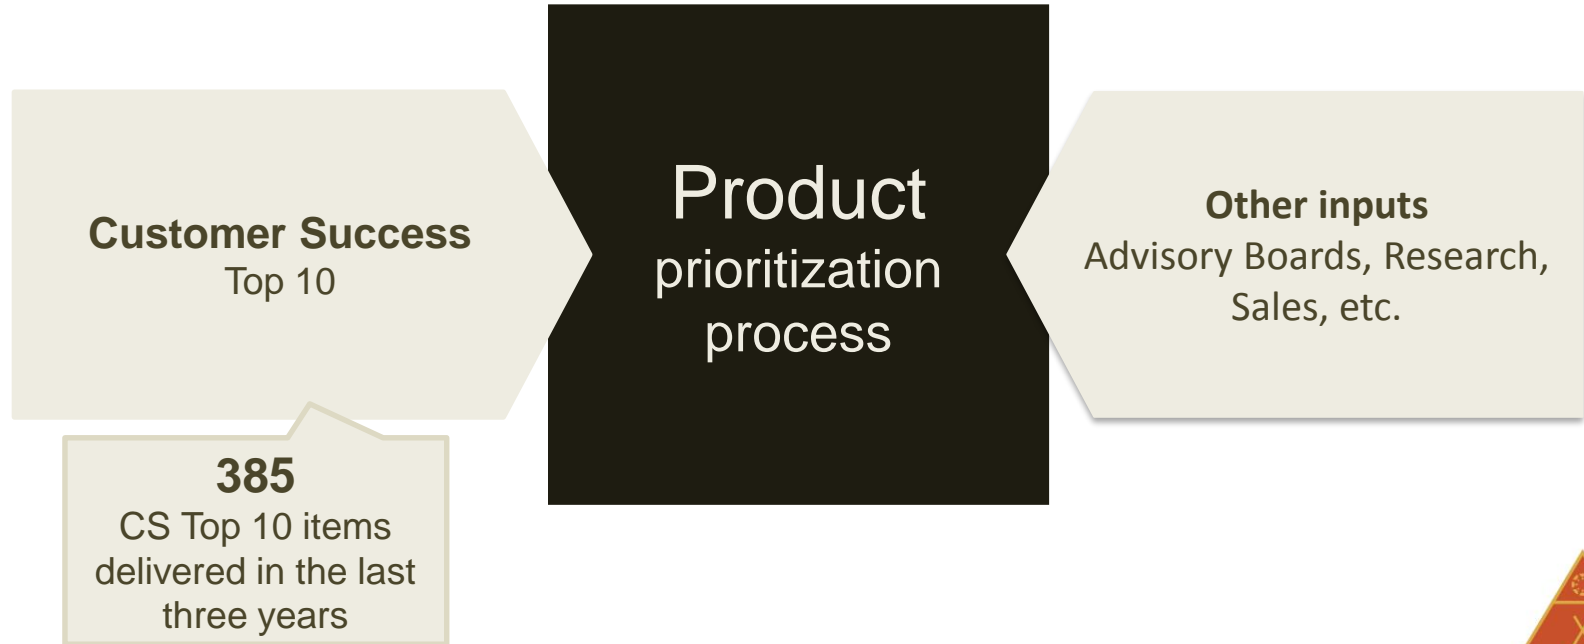 Customer Success
Top 10
Product
prioritization
process
Other inputs
Advisory Boards, Research,
Sales, etc.
385
CS Top 10 items
delivered in the last
three years